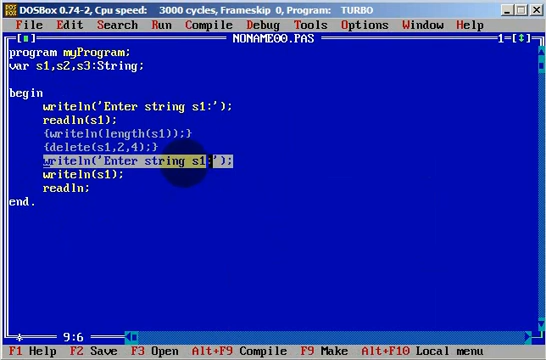 DOSBox 0.74-2, Cpu speed: 3000 cycles, Frameskip 0, Program: TURBO
File Edit Search Run Compile Debug Tools Options Window Help
NONAME00.PAS 1=[↕]
program myProgram;
var s1,s2,s3:String;
begin
writeln('Enter string s1:');
readln(s1);
{writeln(length(s1));}
{delete(s1,2,4);}
writeln('Enter string s1:');
writeln(s1);
readln;
end.
9:6
F1 Help F2 Save F3 Open Alt+F9 Compile F9 Make Alt+F10 Local menu